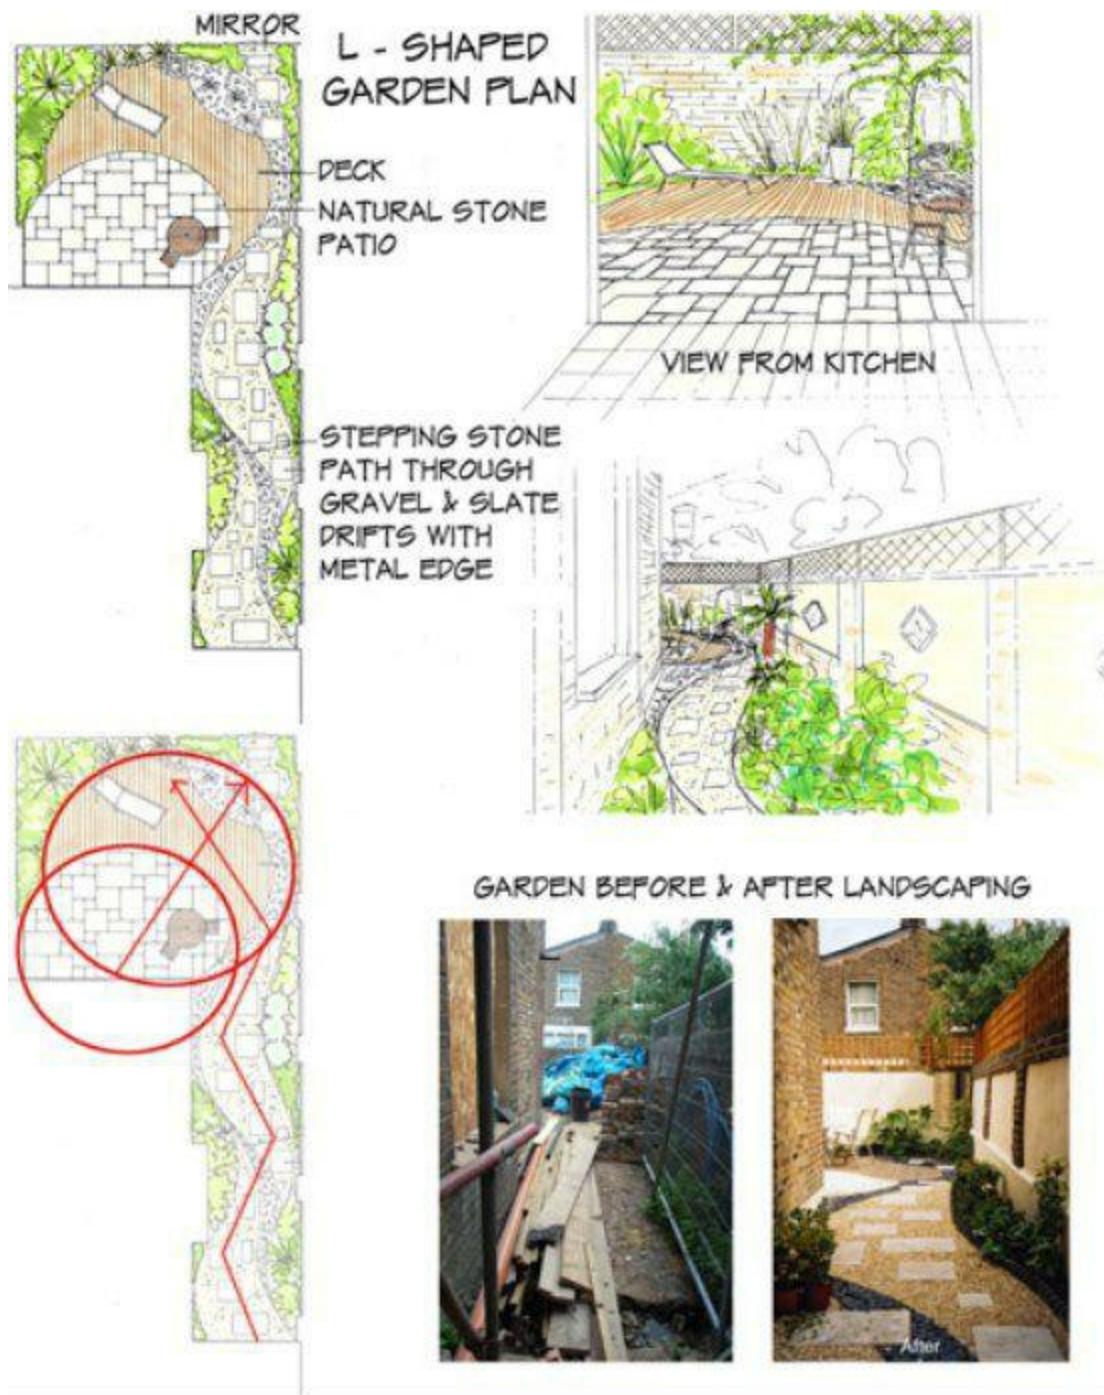 MIRROR
L - SHAPED
GARDEN PLAN
DECK
NATURAL STONE
PATIO
VIEW FROM KITCHEN
STEPPING STONE
PATH THROUGH
GRAVEL & SLATE
DRIFTS WITH
METAL EDGE
GARDEN BEFORE & AFTER LANDSCAPING
After